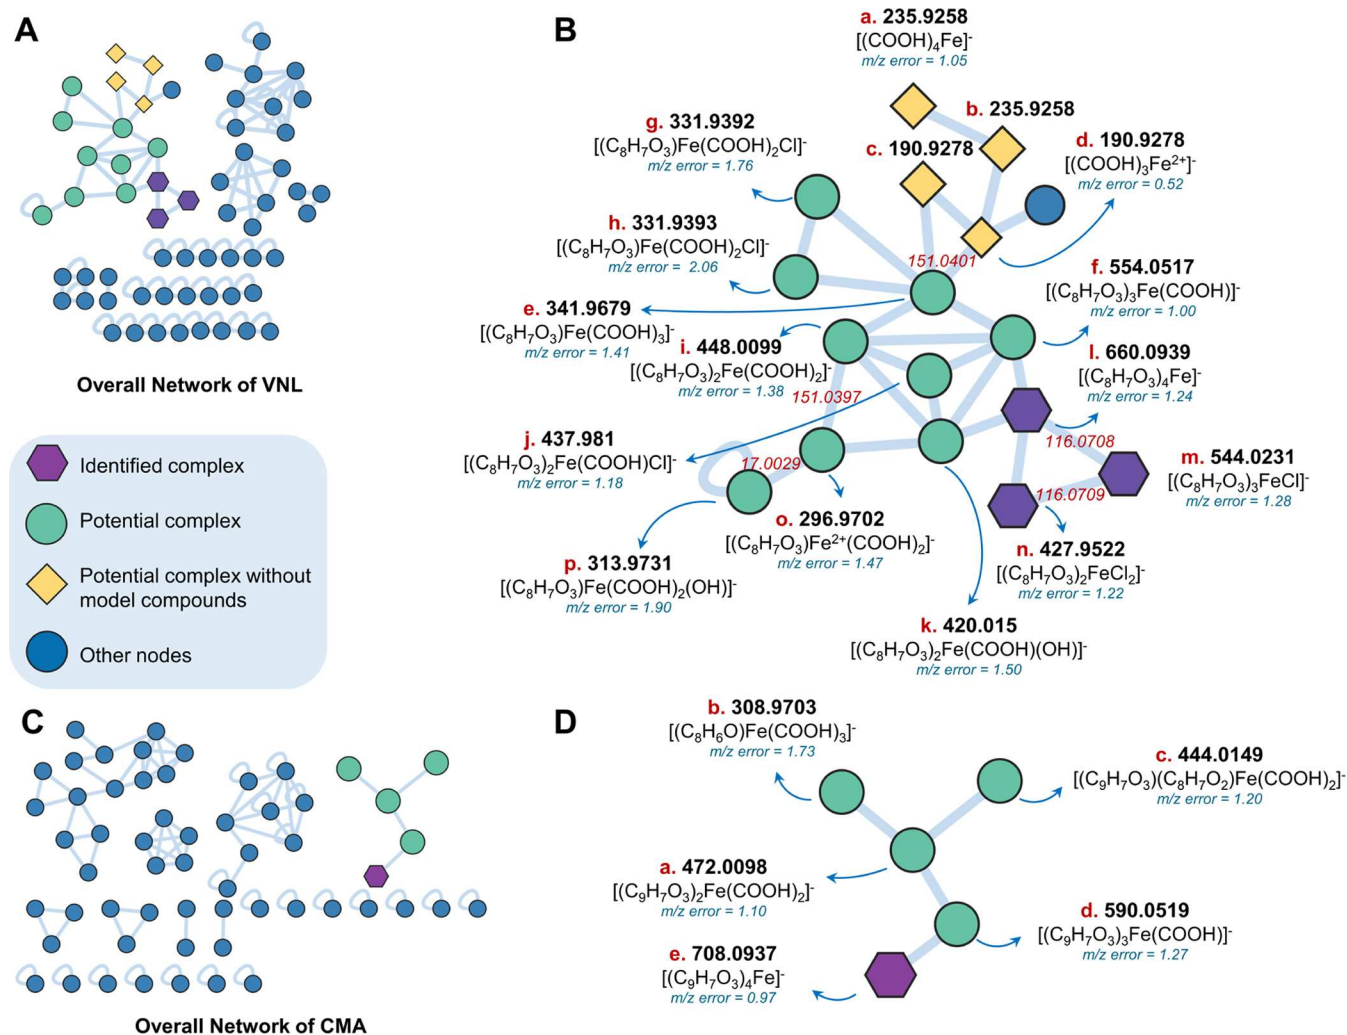 A
Overall Network of VNL
Identified complex
Potential complex
Potential complex without
model compounds
Other nodes
B
a. 235.9258
[(COOH)₄Fe]⁻
m/z error = 1.05
b. 235.9258
c. 190.9278
d. 190.9278
[(COOH)₃Fe²⁺]⁻
m/z error = 0.52
g. 331.9392
[(C₈H₇O₃)Fe(COOH)₂Cl]⁻
m/z error = 1.76
h. 331.9393
[(C₈H₇O₃)Fe(COOH)₂Cl]⁻
m/z error = 2.06
151.0401
f. 554.0517
[(C₈H₇O₃)₃Fe(COOH)]⁻
m/z error = 1.00
e. 341.9679
[(C₈H₇O₃)Fe(COOH)₃]⁻
m/z error = 1.41
i. 448.0099
[(C₈H₇O₃)₂Fe(COOH)₂]⁻
m/z error = 1.38
151.0397
l. 660.0939
[(C₈H₇O₃)₄Fe]⁻
m/z error = 1.24
j. 437.981
[(C₈H₇O₃)₂Fe(COOH)Cl]⁻
m/z error = 1.18
17.0029
116.0708
116.0709
m. 544.0231
[(C₈H₇O₃)₃FeCl]⁻
m/z error = 1.28
o. 296.9702
[(C₈H₇O₃)Fe²⁺(COOH)₂]⁻
m/z error = 1.47
n. 427.9522
[(C₈H₇O₃)₂FeCl₂]⁻
m/z error = 1.22
p. 313.9731
[(C₈H₇O₃)Fe(COOH)₂(OH)]⁻
m/z error = 1.90
k. 420.015
[(C₈H₇O₃)₂Fe(COOH)(OH)]⁻
m/z error = 1.50
C
Overall Network of CMA
D
b. 308.9703
[(C₈H₆O)Fe(COOH)₃]⁻
m/z error = 1.73
c. 444.0149
[(C₉H₇O₃)(C₈H₇O₂)Fe(COOH)₂]⁻
m/z error = 1.20
a. 472.0098
[(C₉H₇O₃)₂Fe(COOH)₂]⁻
m/z error = 1.10
d. 590.0519
[(C₉H₇O₃)₃Fe(COOH)]⁻
m/z error = 1.27
e. 708.0937
[(C₉H₇O₃)₄Fe]⁻
m/z error = 0.97